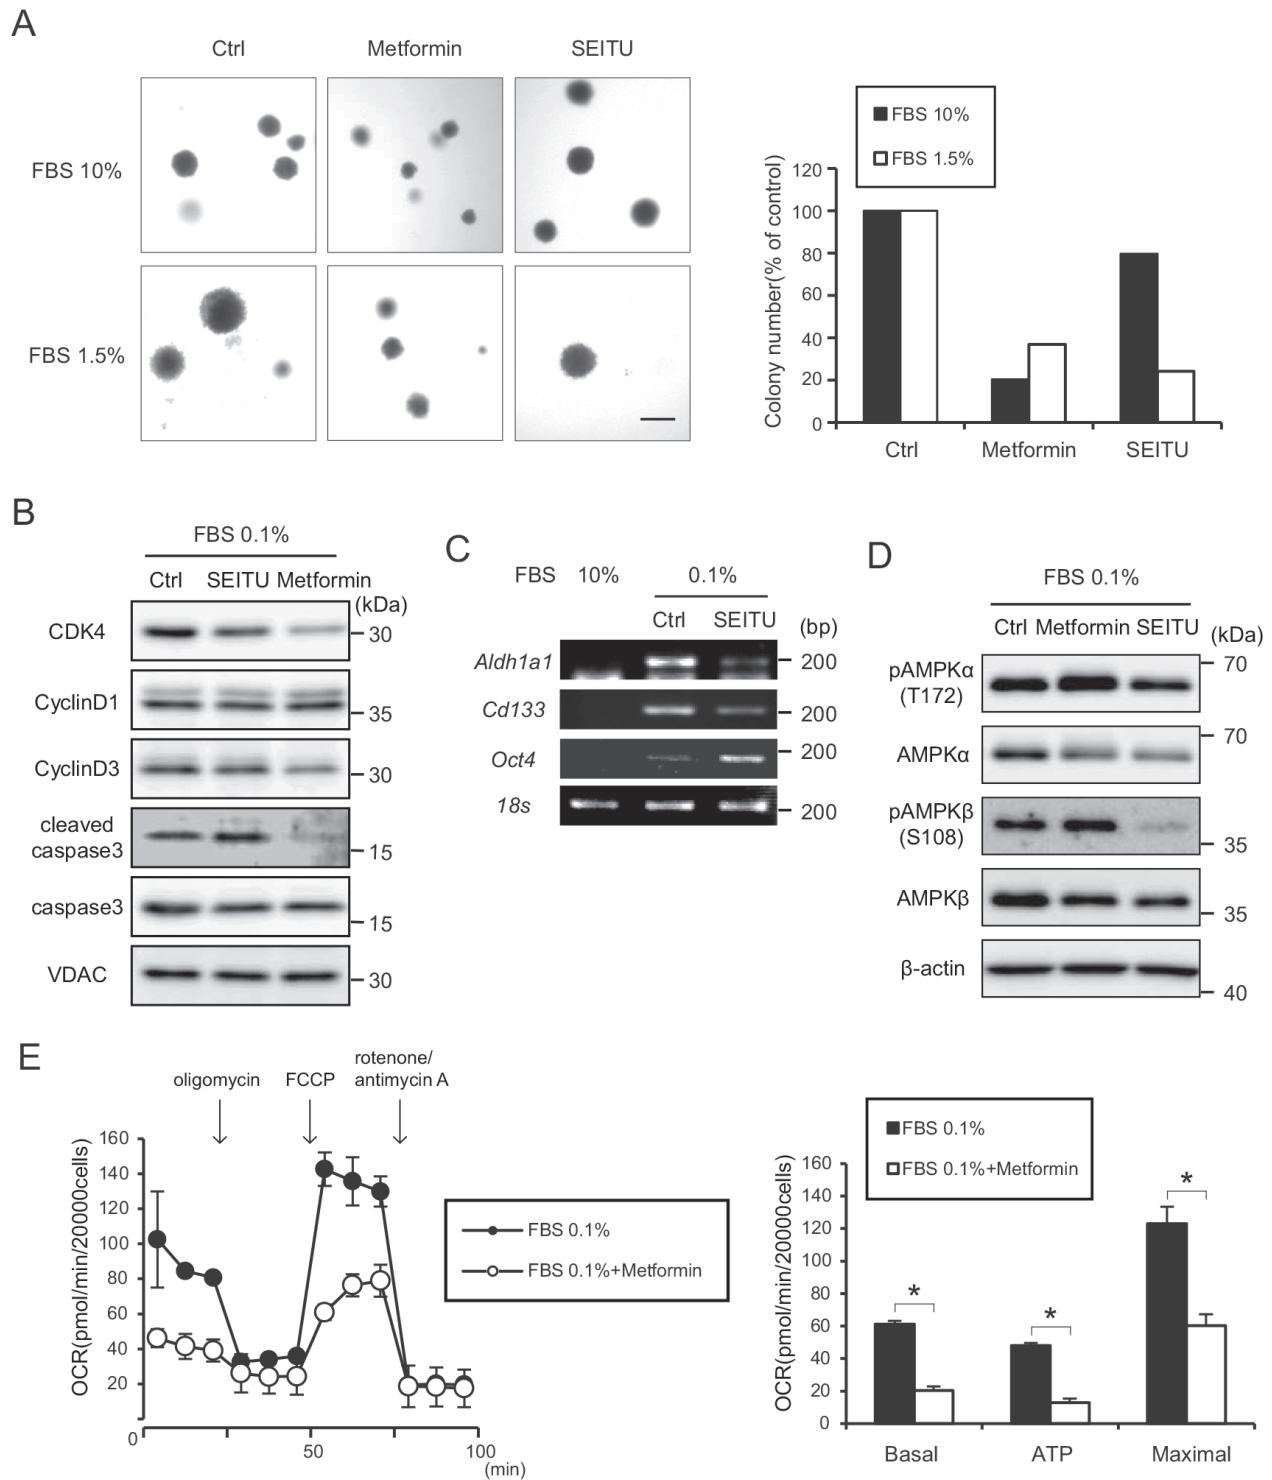 A
Ctrl
Metformin
SEITU
FBS 10%
FBS 1.5%
FBS 10%
FBS 1.5%
Colony number(% of control)
120
100
80
60
40
20
0
Ctrl
Metformin
SEITU
B
FBS 0.1%
Ctrl
SEITU
Metformin
(kDa)
CDK4
30
CyclinD1
35
CyclinD3
30
cleaved
caspase3
15
caspase3
15
VDAC
30
C
FBS
10%
0.1%
Ctrl
SEITU
(bp)
Aldh1a1
200
Cd133
200
Oct4
200
18s
200
D
FBS 0.1%
Ctrl
Metformin
SEITU
(kDa)
pAMPKα
(T172)
70
AMPKα
70
pAMPKβ
(S108)
35
AMPKβ
35
β-actin
40
E
oligomycin
FCCP
rotenone/
antimycin A
OCR(pmol/min/20000cells)
160
140
120
100
80
60
40
20
0
50
100
(min)
FBS 0.1%
FBS 0.1%+Metformin
FBS 0.1%
FBS 0.1%+Metformin
OCR(pmol/min/20000cells)
160
140
120
100
80
60
40
20
0
*
*
*
Basal
ATP
Maximal